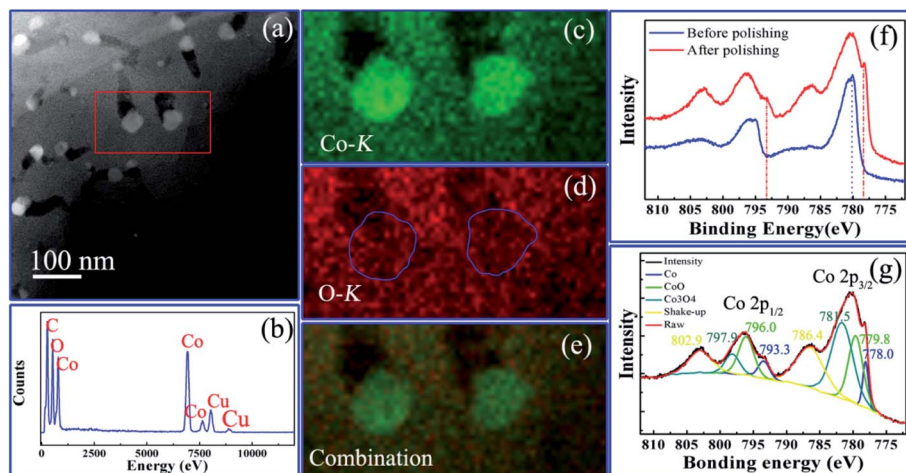 (a)
100 nm
(b)
C
O
Co
Co
Co
Cu
Cu
Counts
0 2500 5000 7500 10000
Energy (eV)
(c)
Co-K
(d)
O-K
(e)
Combination
(f)
Before polishing
After polishing
Intensity
810 805 800 795 790 785 780 775
Binding Energy(eV)
(g)
Intensity
Co
CoO
Co3O4
Shake-up
Raw
Co 2p1/2
Co 2p3/2
802.9
797.9
796.0
793.3
786.4
781.5
779.8
778.0
Intensity
810 805 800 795 790 785 780 775
Bonding energy(eV)